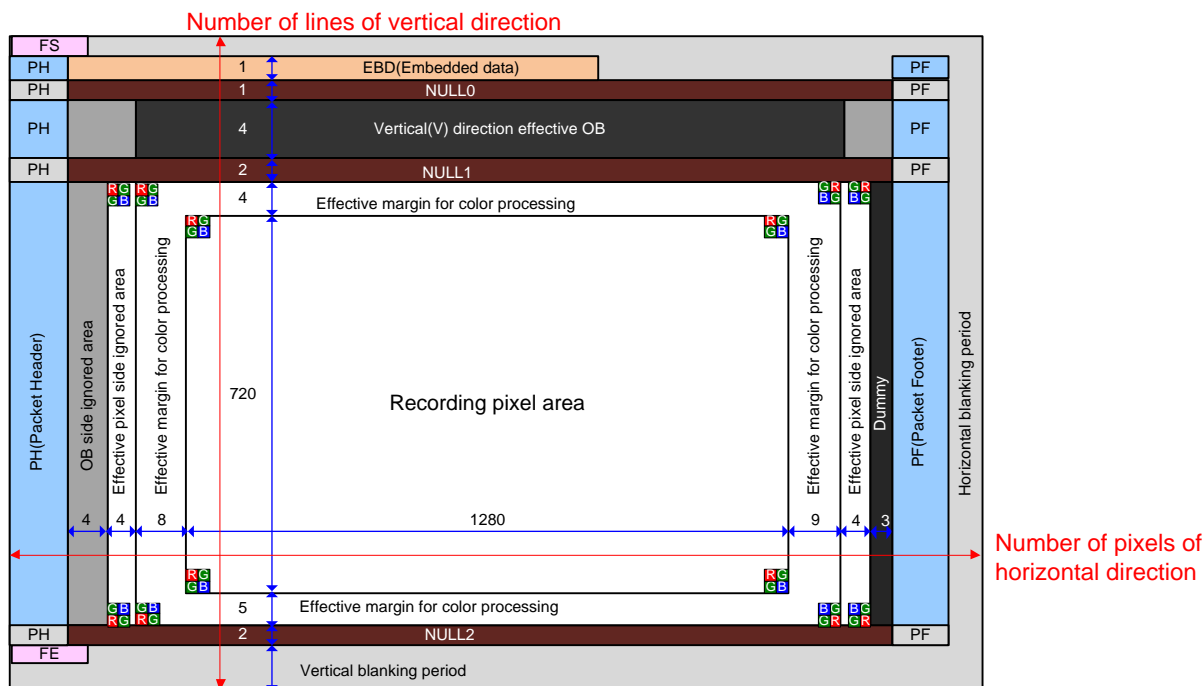 Number of lines of vertical direction
FS
PH 1 EBD(Embedded data) PF
PH 1 NULL0 PF
PH 4 Vertical(V) direction effective OB PF
PH 2 NULL1 PF
RG RG GR GR
GB GB BG BG
4 Effective margin for color processing
RG RG
GB GB
PH(Packet Header)
OB side ignored area
Effective pixel side ignored area
Effective margin for color processing
720
Recording pixel area
Effective margin for color processing
Effective pixel side ignored area
Dummy
PF(Packet Footer)
Horizontal blanking period
4 4 8 1280 9 4 3
Number of pixels of
horizontal direction
RG RG
GB GB
5 Effective margin for color processing
GB GB BG BG
RG RG GR GR
PH 2 NULL2 PF
FE
Vertical blanking period